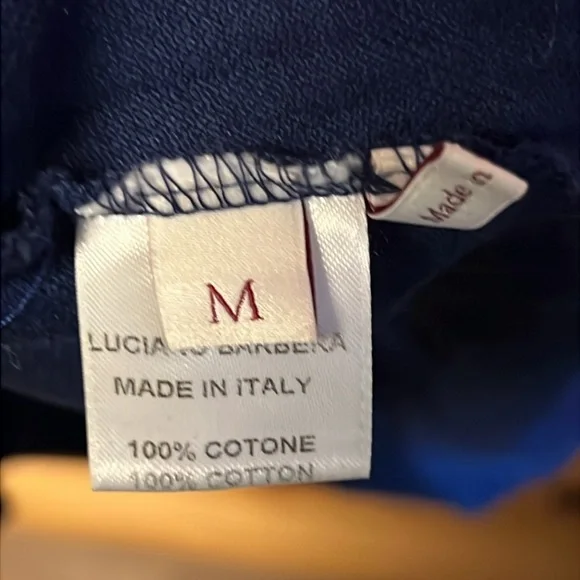 M
Made in
LUCIANO BARBERA
MADE IN ITALY
100% COTONE
100% COTTON